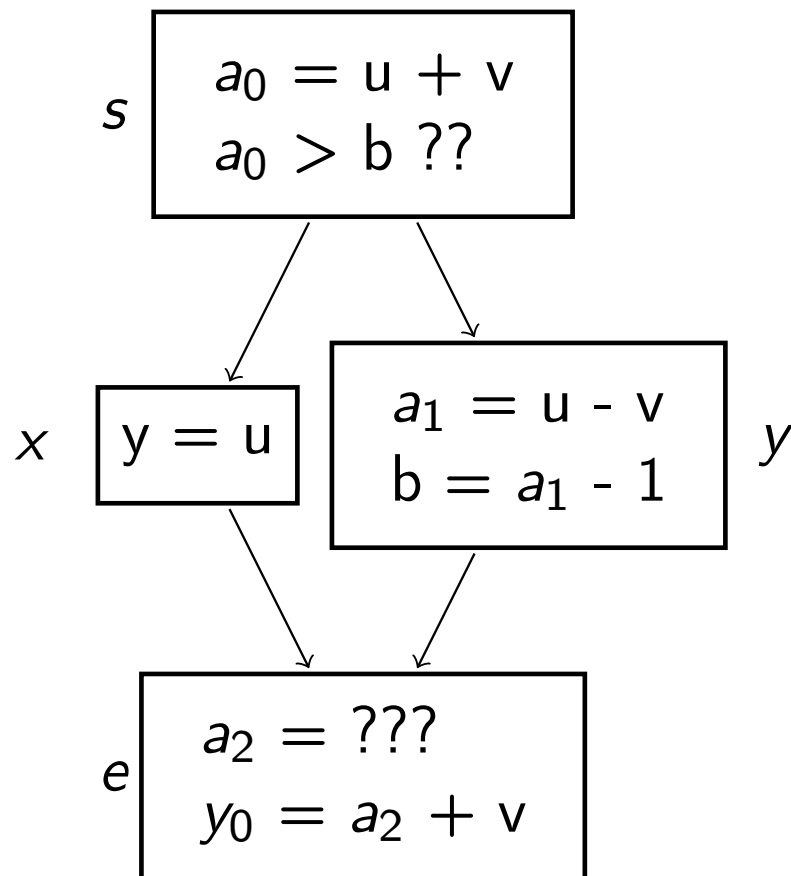 s
a₀ = u + v
a₀ > b ??
x
y = u
a₁ = u - v
b = a₁ - 1
y
e
a₂ = ???
y₀ = a₂ + v